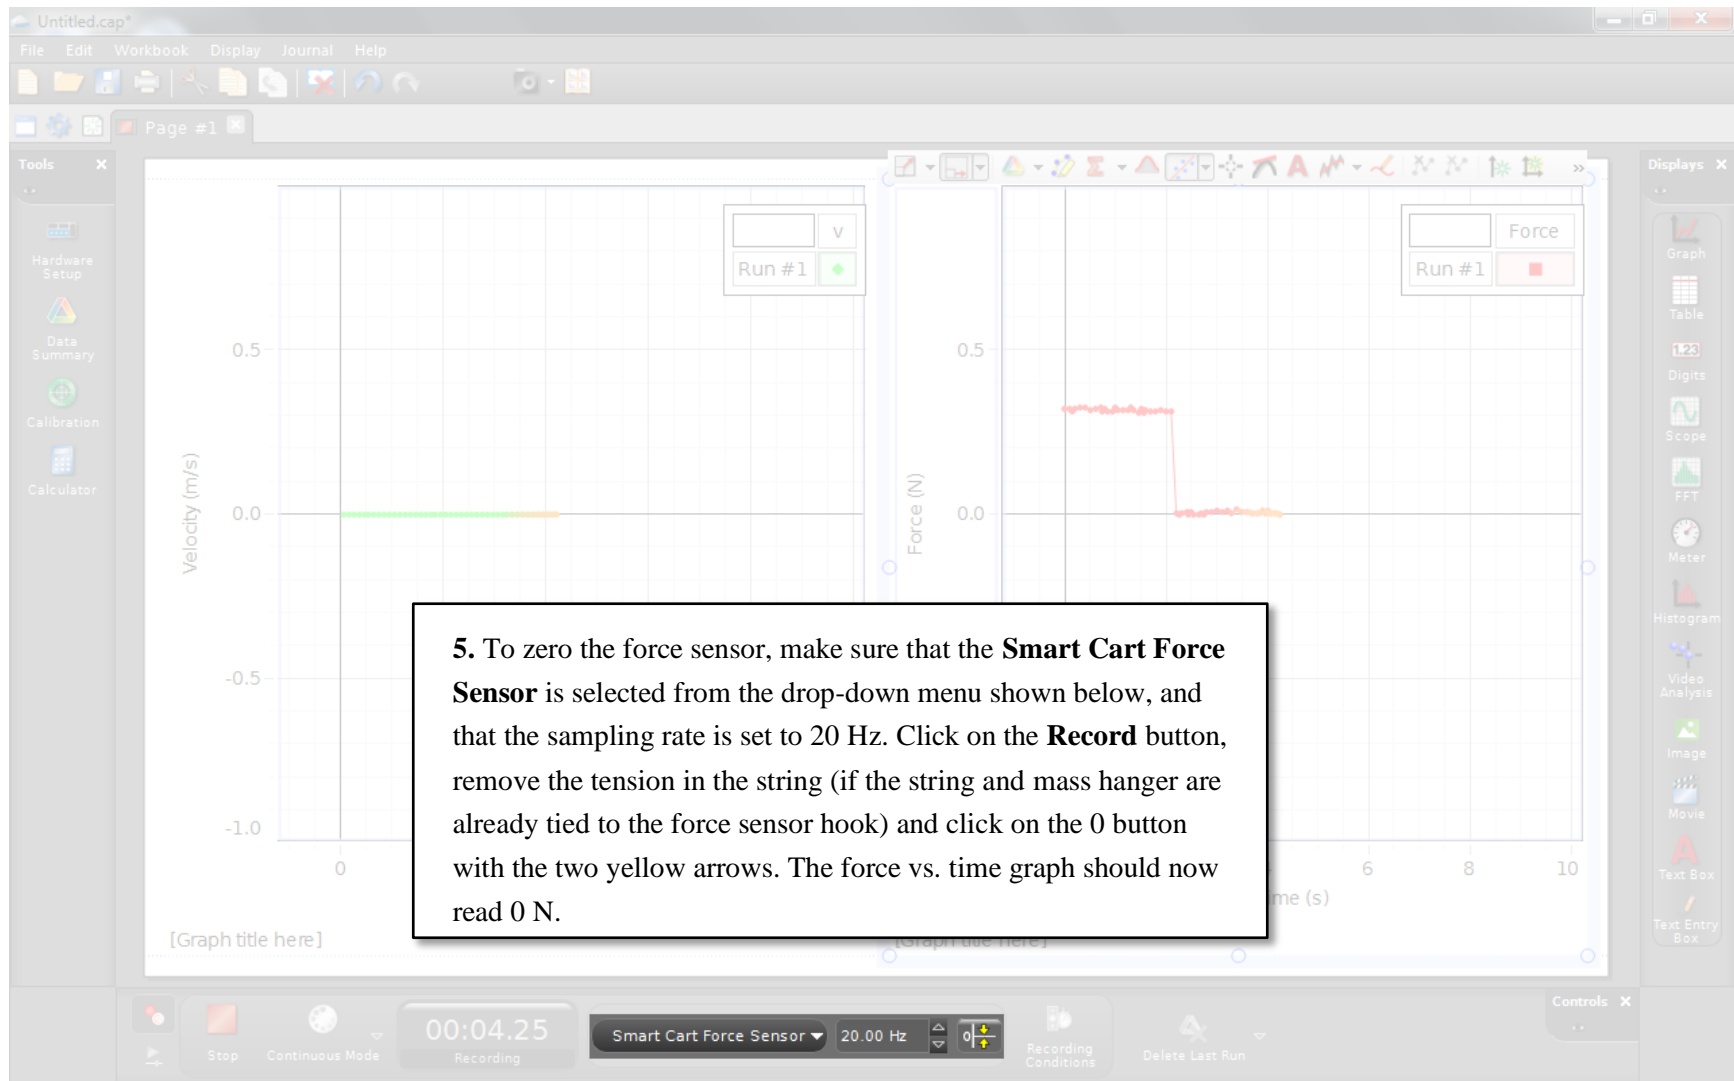 Untitled.cap*
File Edit Workbook Display Journal Help
Page #1
Tools
Hardware
Setup
Data
Summary
Calibration
Calculator
v
Run #1
0.5
0.0
-0.5
-1.0
Velocity (m/s)
0
[Graph title here]
Force
Run #1
0.5
0.0
Force (N)
6 8 10
me (s)
[Graph title here]
5. To zero the force sensor, make sure that the Smart Cart Force
Sensor is selected from the drop-down menu shown below, and
that the sampling rate is set to 20 Hz. Click on the Record button,
remove the tension in the string (if the string and mass hanger are
already tied to the force sensor hook) and click on the 0 button
with the two yellow arrows. The force vs. time graph should now
read 0 N.
Displays
Graph
Table
1.23
Digits
Scope
FFT
Meter
Histogram
Video
Analysis
Image
Movie
Text Box
Text Entry
Box
Stop
Continuous Mode
00:04.25
Recording
Smart Cart Force Sensor
20.00 Hz
0
Recording
Conditions
Delete Last Run
Controls